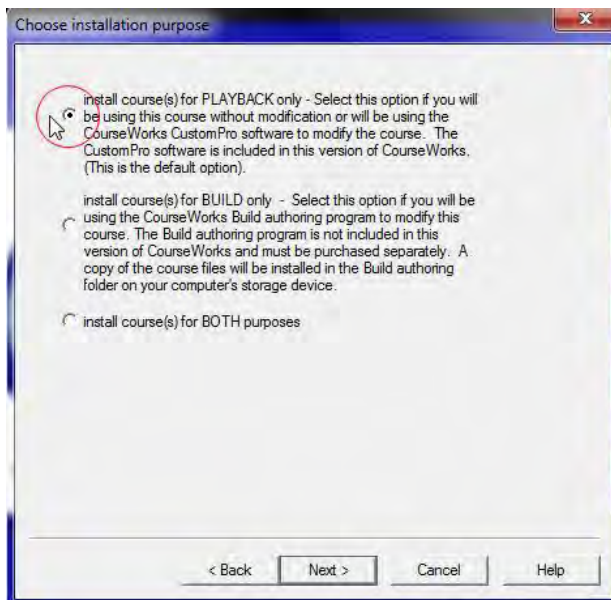 Choose installation purpose
install course(s) for PLAYBACK only - Select this option if you will
be using this course without modification or will be using the
CourseWorks CustomPro software to modify the course. The
CustomPro software is included in this version of CourseWorks.
(This is the default option).
install course(s) for BUILD only - Select this option if you will be
using the CourseWorks Build authoring program to modify this
course. The Build authoring program is not included in this
version of CourseWorks and must be purchased separately. A
copy of the course files will be installed in the Build authoring
folder on your computer's storage device.
install course(s) for BOTH purposes
< Back Next > Cancel Help